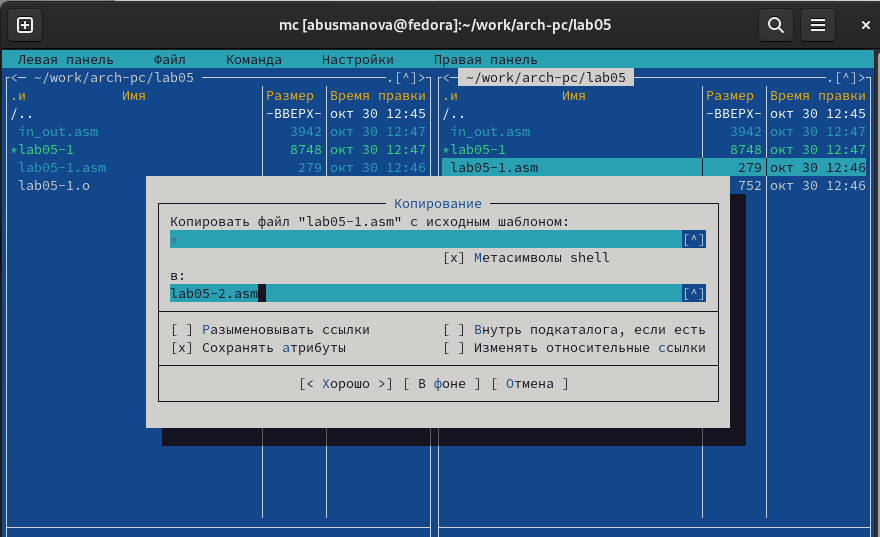 mc [abusmanova@fedora]:~/work/arch-pc/lab05
Левая панель Файл Команда Настройки Правая панель
<─ ~/work/arch-pc/lab05 .[^]> <─ ~/work/arch-pc/lab05 .[^]>
.и Имя Размер Время правки .и Имя Размер Время правки
/.. -ВВЕРХ- окт 30 12:45 /.. -ВВЕРХ- окт 30 12:45
in_out.asm 3942 окт 30 12:47 in_out.asm 3942 окт 30 12:47
*lab05-1 8748 окт 30 12:47 *lab05-1 8748 окт 30 12:47
lab05-1.asm 279 окт 30 12:46 lab05-1.asm 279 окт 30 12:46
lab05-1.o 752 окт 30 12:46
Копирование
Копировать файл "lab05-1.asm" с исходным шаблоном:
* [^]
[x] Метасимволы shell
в:
lab05-2.asm [^]
[ ] Разыменовывать ссылки [ ] Внутрь подкаталога, если есть
[x] Сохранять атрибуты [ ] Изменять относительные ссылки
[< Хорошо >] [ В фоне ] [ Отмена ]